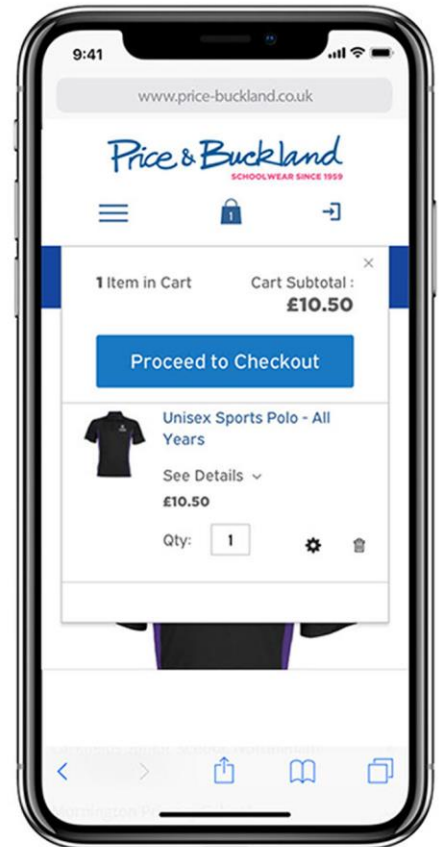 9:41
www.price-buckland.co.uk
Price & Buckland
SCHOOLWEAR SINCE 1959
1
1 Item in Cart
Cart Subtotal :
£10.50
Proceed to Checkout
Unisex Sports Polo - All
Years
See Details
£10.50
Qty: 1